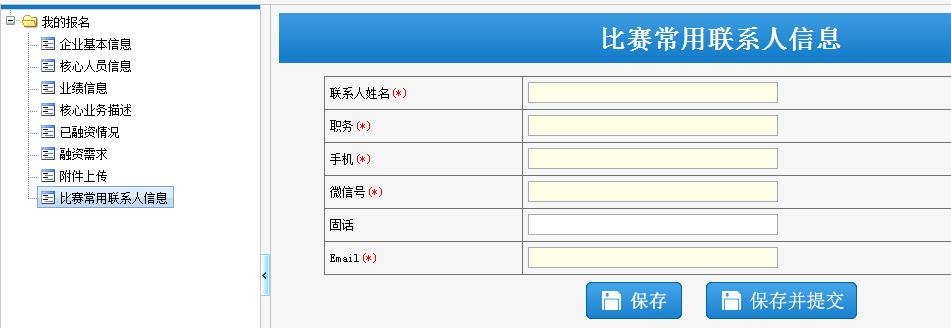 我的报名
企业基本信息
核心人员信息
业绩信息
核心业务描述
已融资情况
融资需求
附件上传
比赛常用联系人信息
比赛常用联系人信息
联系人姓名(*)
职务(*)
手机(*)
微信号(*)
固话
Email(*)
保存 保存并提交